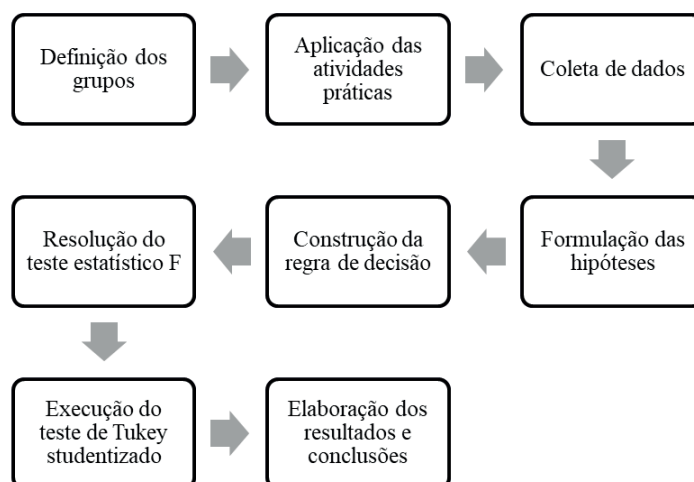 Definição dos
grupos
Aplicação das
atividades
práticas
Coleta de dados
Formulação das
hipóteses
Construção da
regra de decisão
Resolução do
teste estatístico F
Execução do
teste de Tukey
studentizado
Elaboração dos
resultados e
conclusões